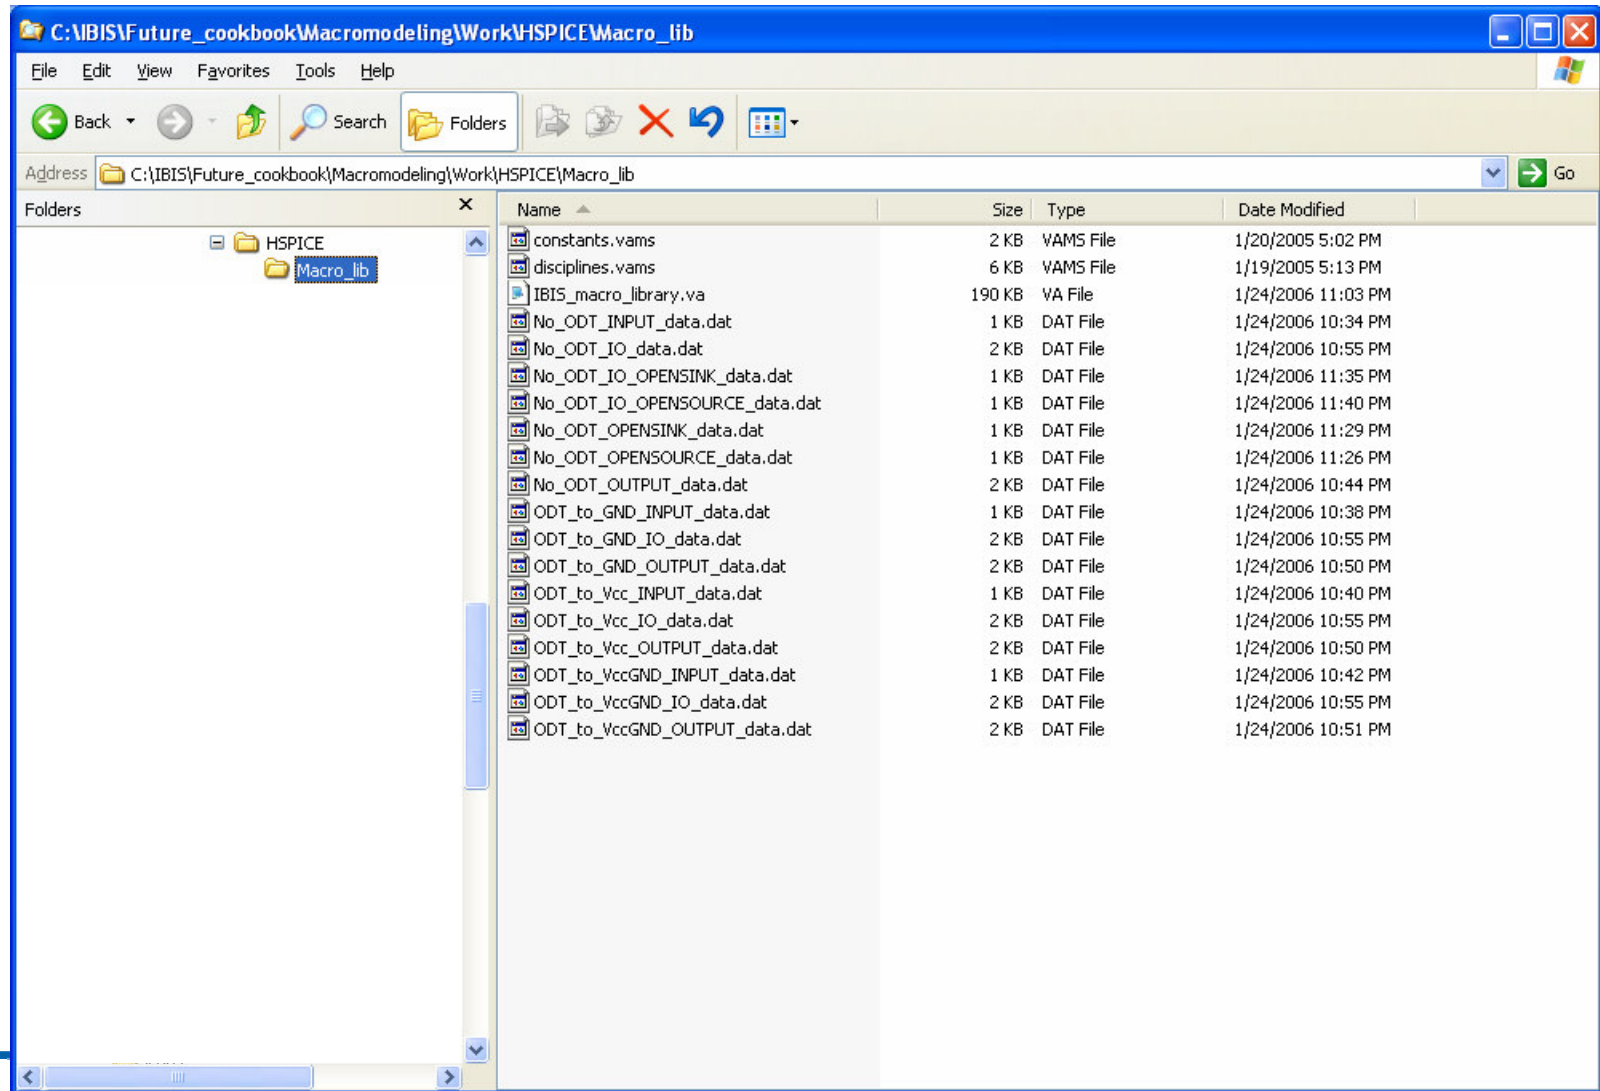 C:\IBIS\Future_cookbook\Macromodeling\Work\HSPICE\Macro_lib
File Edit View Favorites Tools Help
Back Search Folders
Address C:\IBIS\Future_cookbook\Macromodeling\Work\HSPICE\Macro_lib Go
Folders Name Size Type Date Modified
HSPICE
Macro_lib
constants.vams 2 KB VAMS File 1/20/2005 5:02 PM
disciplines.vams 6 KB VAMS File 1/19/2005 5:13 PM
IBIS_macro_library.va 190 KB VA File 1/24/2006 11:03 PM
No_ODT_INPUT_data.dat 1 KB DAT File 1/24/2006 10:34 PM
No_ODT_IO_data.dat 2 KB DAT File 1/24/2006 10:55 PM
No_ODT_IO_OPENSINK_data.dat 1 KB DAT File 1/24/2006 11:35 PM
No_ODT_IO_OPENSOURCE_data.dat 1 KB DAT File 1/24/2006 11:40 PM
No_ODT_OPENSINK_data.dat 1 KB DAT File 1/24/2006 11:29 PM
No_ODT_OPENSOURCE_data.dat 1 KB DAT File 1/24/2006 11:26 PM
No_ODT_OUTPUT_data.dat 2 KB DAT File 1/24/2006 10:44 PM
ODT_to_GND_INPUT_data.dat 1 KB DAT File 1/24/2006 10:38 PM
ODT_to_GND_IO_data.dat 2 KB DAT File 1/24/2006 10:55 PM
ODT_to_GND_OUTPUT_data.dat 2 KB DAT File 1/24/2006 10:50 PM
ODT_to_Vcc_INPUT_data.dat 1 KB DAT File 1/24/2006 10:40 PM
ODT_to_Vcc_IO_data.dat 2 KB DAT File 1/24/2006 10:55 PM
ODT_to_Vcc_OUTPUT_data.dat 2 KB DAT File 1/24/2006 10:50 PM
ODT_to_VccGND_INPUT_data.dat 1 KB DAT File 1/24/2006 10:42 PM
ODT_to_VccGND_IO_data.dat 2 KB DAT File 1/24/2006 10:55 PM
ODT_to_VccGND_OUTPUT_data.dat 2 KB DAT File 1/24/2006 10:51 PM